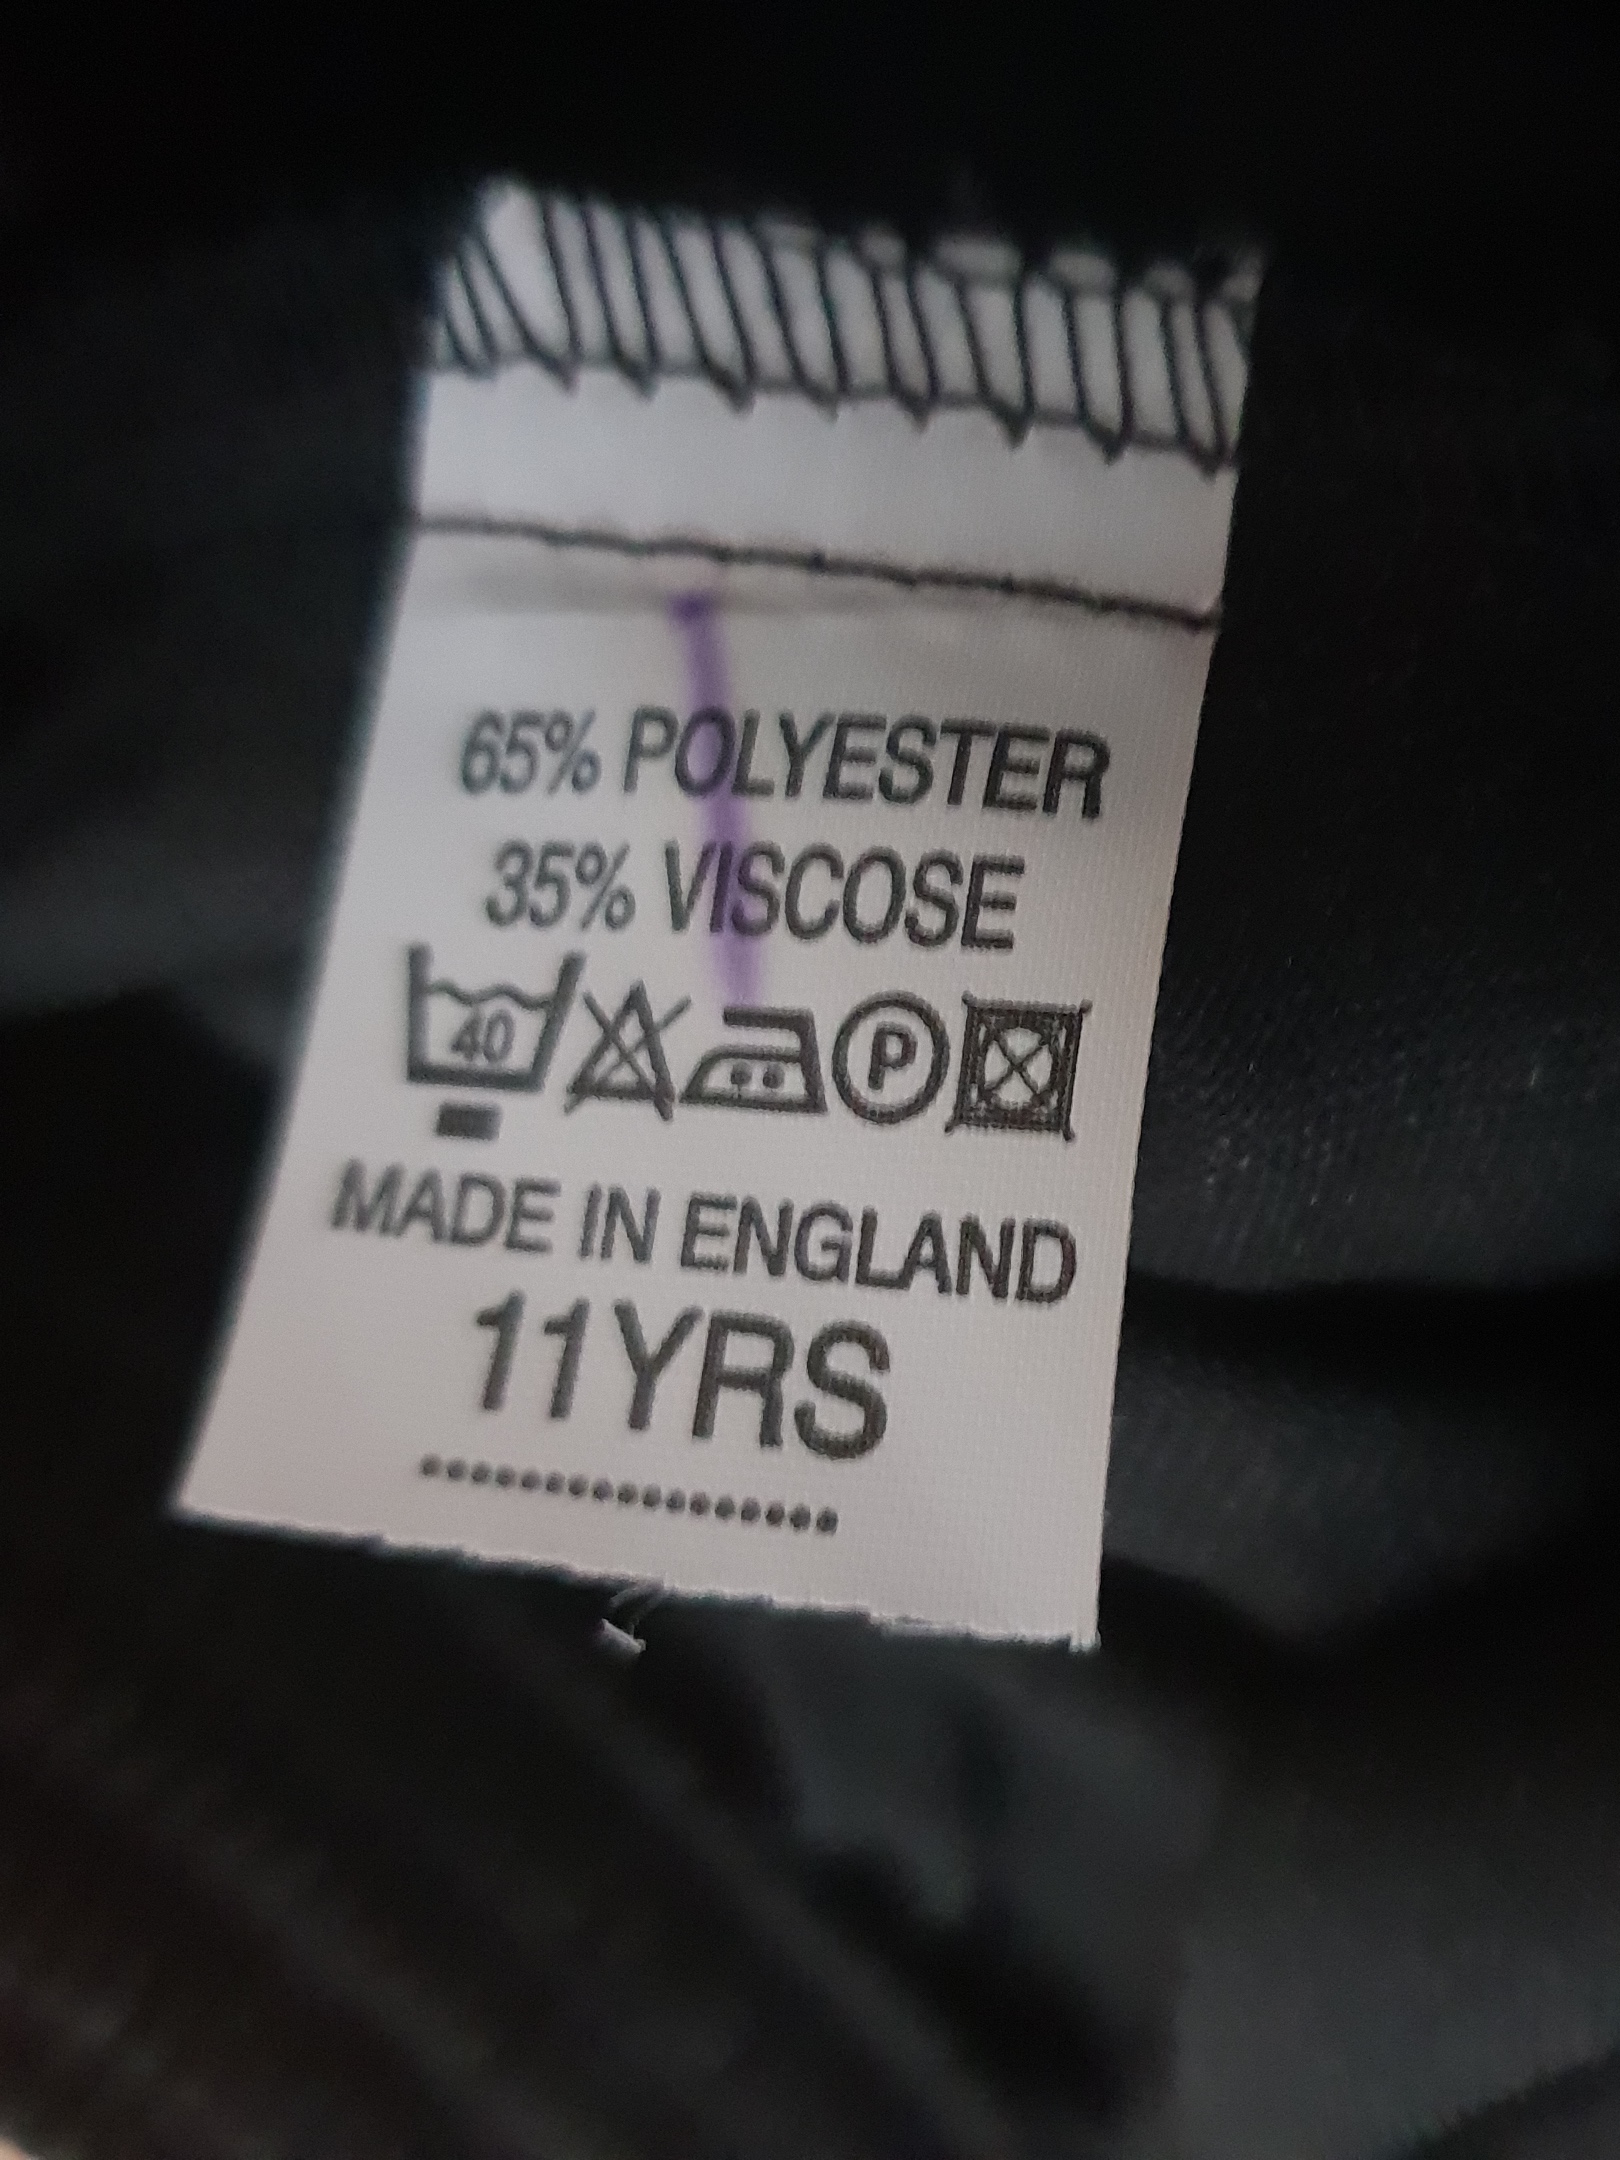 65% POLYESTER
35% VISCOSE
40 P
MADE IN ENGLAND
11YRS